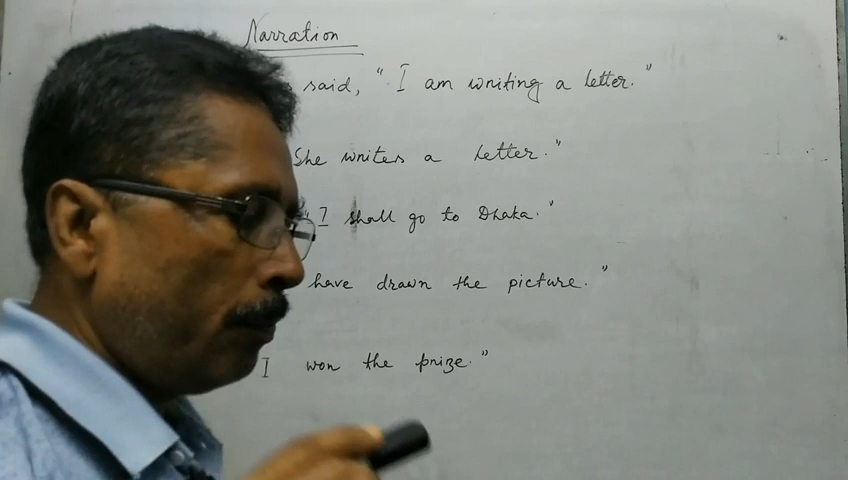 Narration
said, " I am writing a letter."
She writes a letter."
"I shall go to Dhaka."
have drawn the picture."
I won the prize."